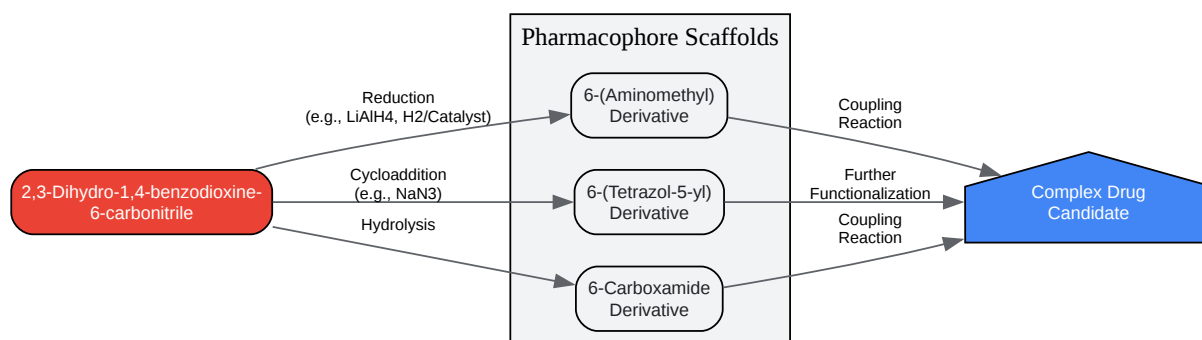 Pharmacophore Scaffolds
2,3-Dihydro-1,4-benzodioxine-
6-carbonitrile
Reduction
(e.g., LiAlH4, H2/Catalyst)
Cycloaddition
(e.g., NaN3)
Hydrolysis
6-(Aminomethyl)
Derivative
6-(Tetrazol-5-yl)
Derivative
6-Carboxamide
Derivative
Coupling
Reaction
Further
Functionalization
Coupling
Reaction
Complex Drug
Candidate